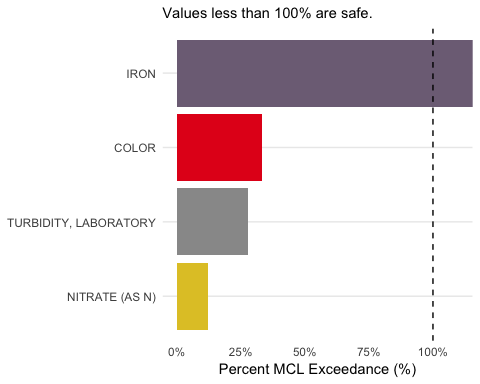 Values less than 100% are safe.
IRON
COLOR
TURBIDITY, LABORATORY
NITRATE (AS N)
0% 25% 50% 75% 100%
Percent MCL Exceedance (%)